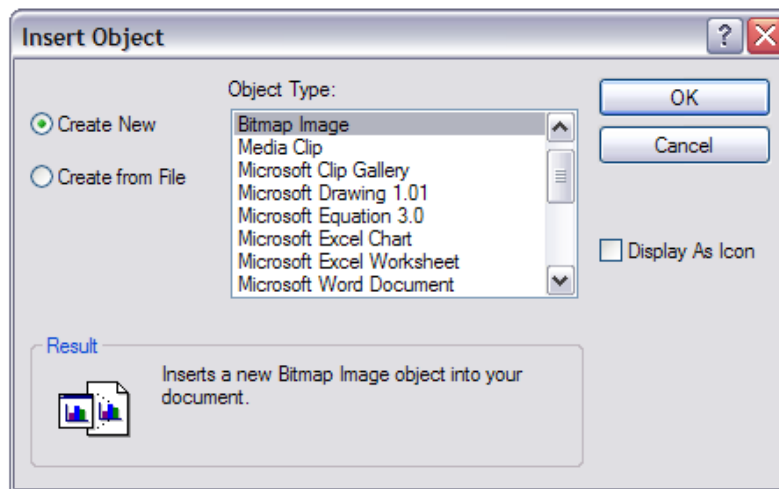 Insert Object
Object Type:
Create New
Create from File
Bitmap Image
Media Clip
Microsoft Clip Gallery
Microsoft Drawing 1.01
Microsoft Equation 3.0
Microsoft Excel Chart
Microsoft Excel Worksheet
Microsoft Word Document
OK
Cancel
Display As Icon
Result
Inserts a new Bitmap Image object into your
document.